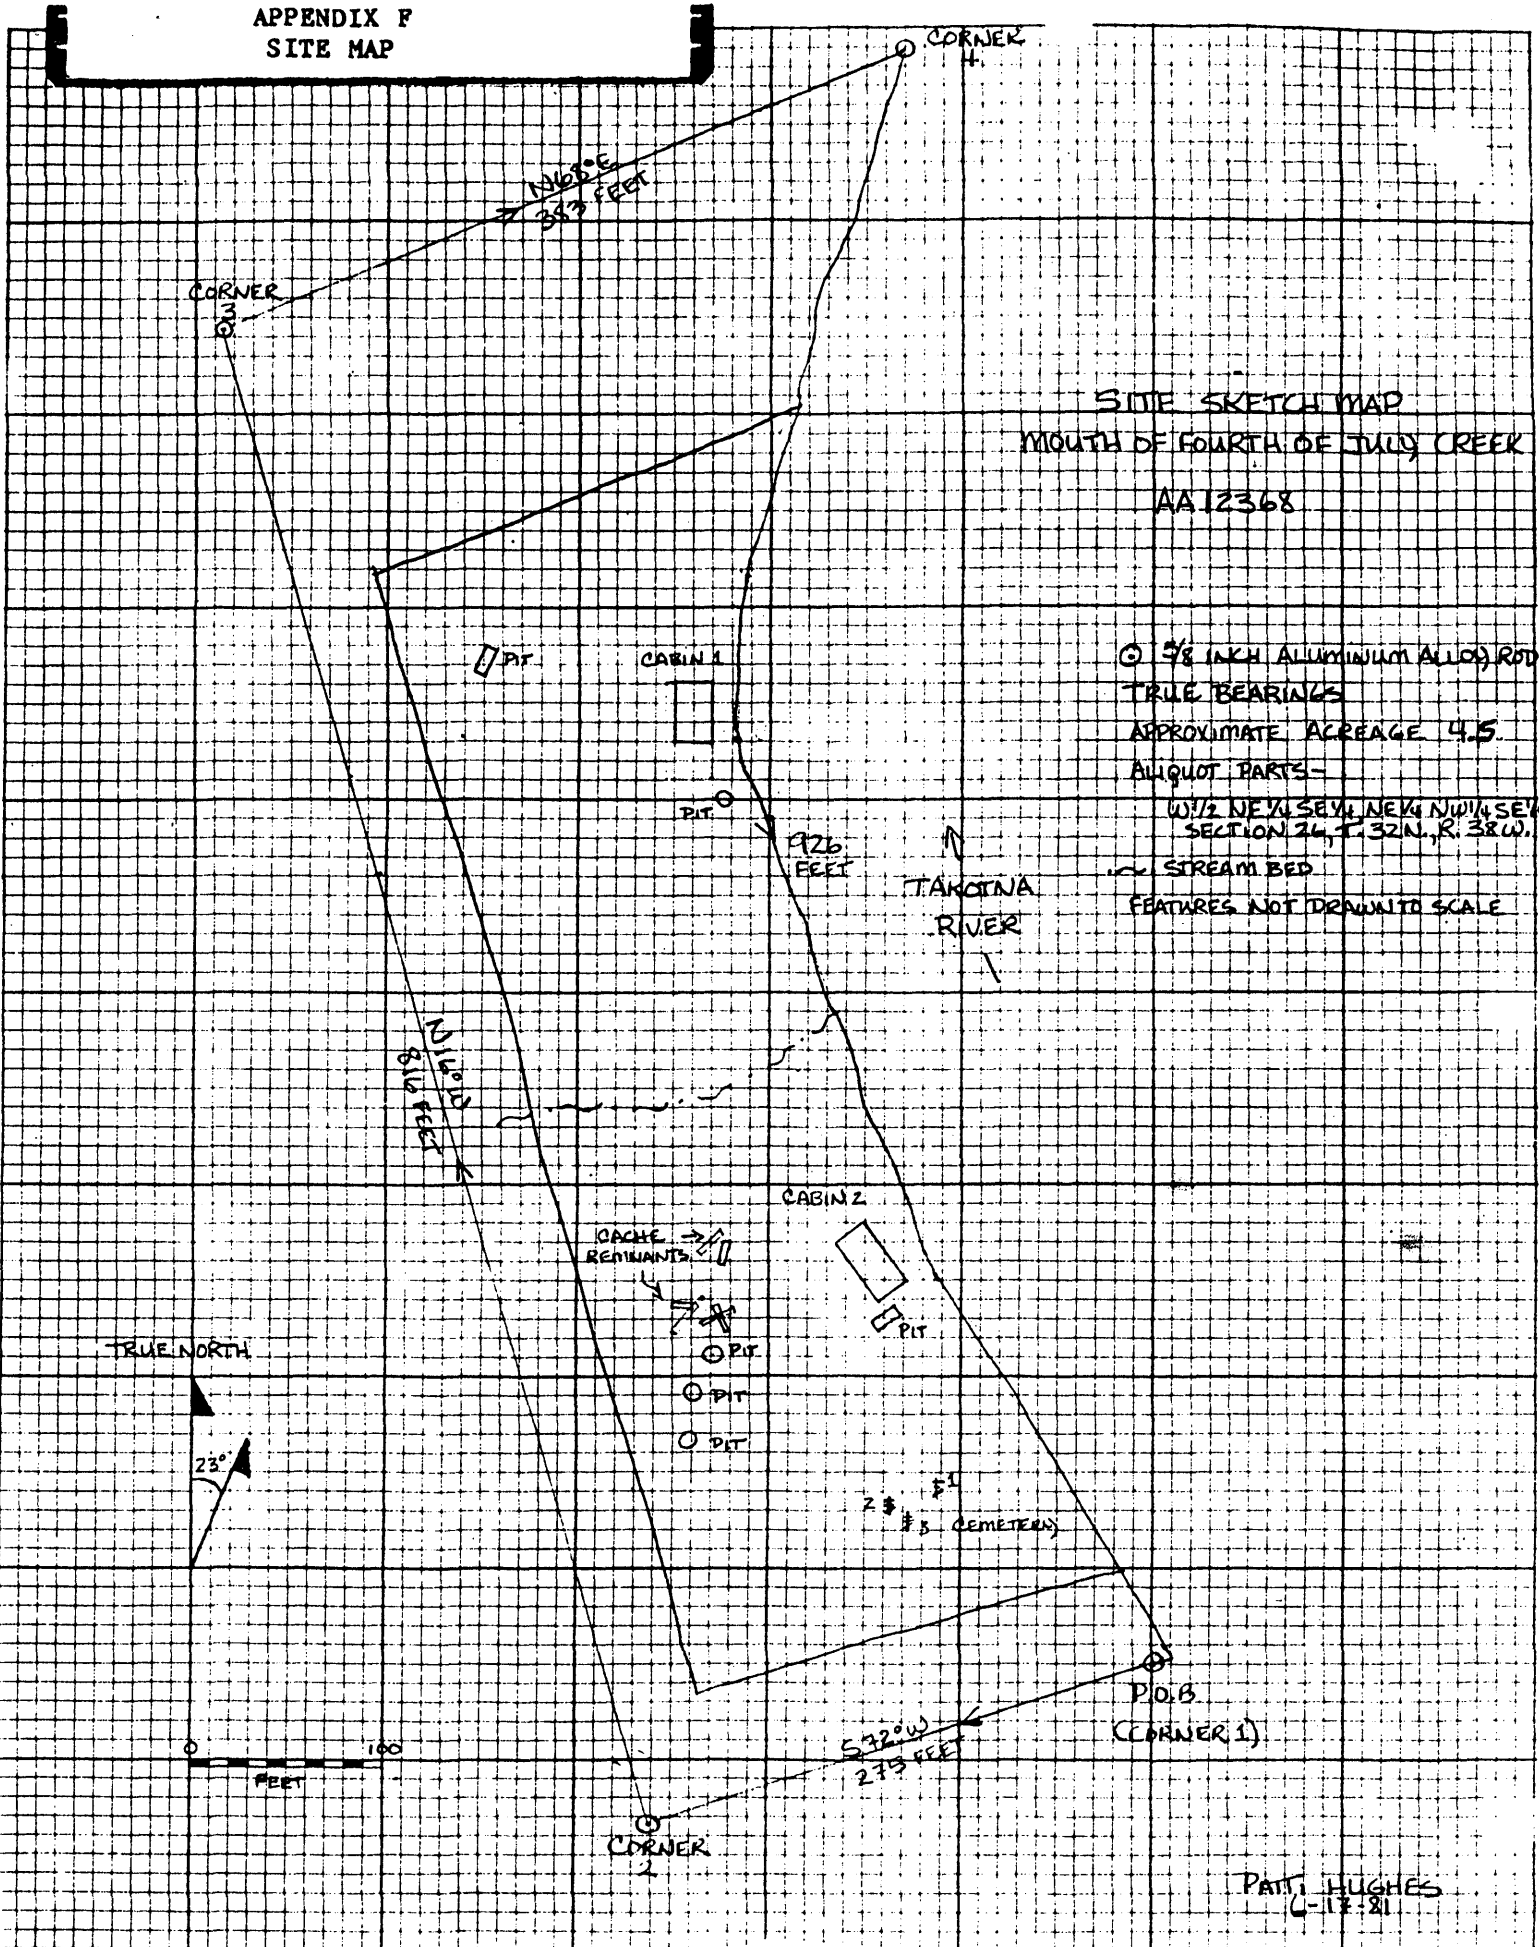 APPENDIX F
SITE MAP
CORNER
4
N68°E
383 FEET
CORNER
3
SITE SKETCH MAP
MOUTH OF FOURTH OF JULY CREEK
AA 12368
PIT
CABIN 1
5/8 INCH ALUMINUM ALLOY ROD
TRUE BEARINGS
APPROXIMATE ACREAGE 4.5
ALIQUOT PARTS-
W1/2 NE1/4 SE1/4, NE1/4 NW1/4 SE1/4
SECTION 26, T. 32N., R. 38W.
STREAM BED
FEATURES NOT DRAWN TO SCALE
PIT
926
FEET
TAKOTNA
RIVER
N16°W
816 FEET
CABIN 2
CACHE
REMNANTS
PIT
PIT
PIT
PIT
TRUE NORTH
23°
1
2
3 CEMETERY
P.O.B
(CORNER 1)
S72°W
275 FEET
0 100
FEET
CORNER
2
PATTI HUGHES
6-17-81